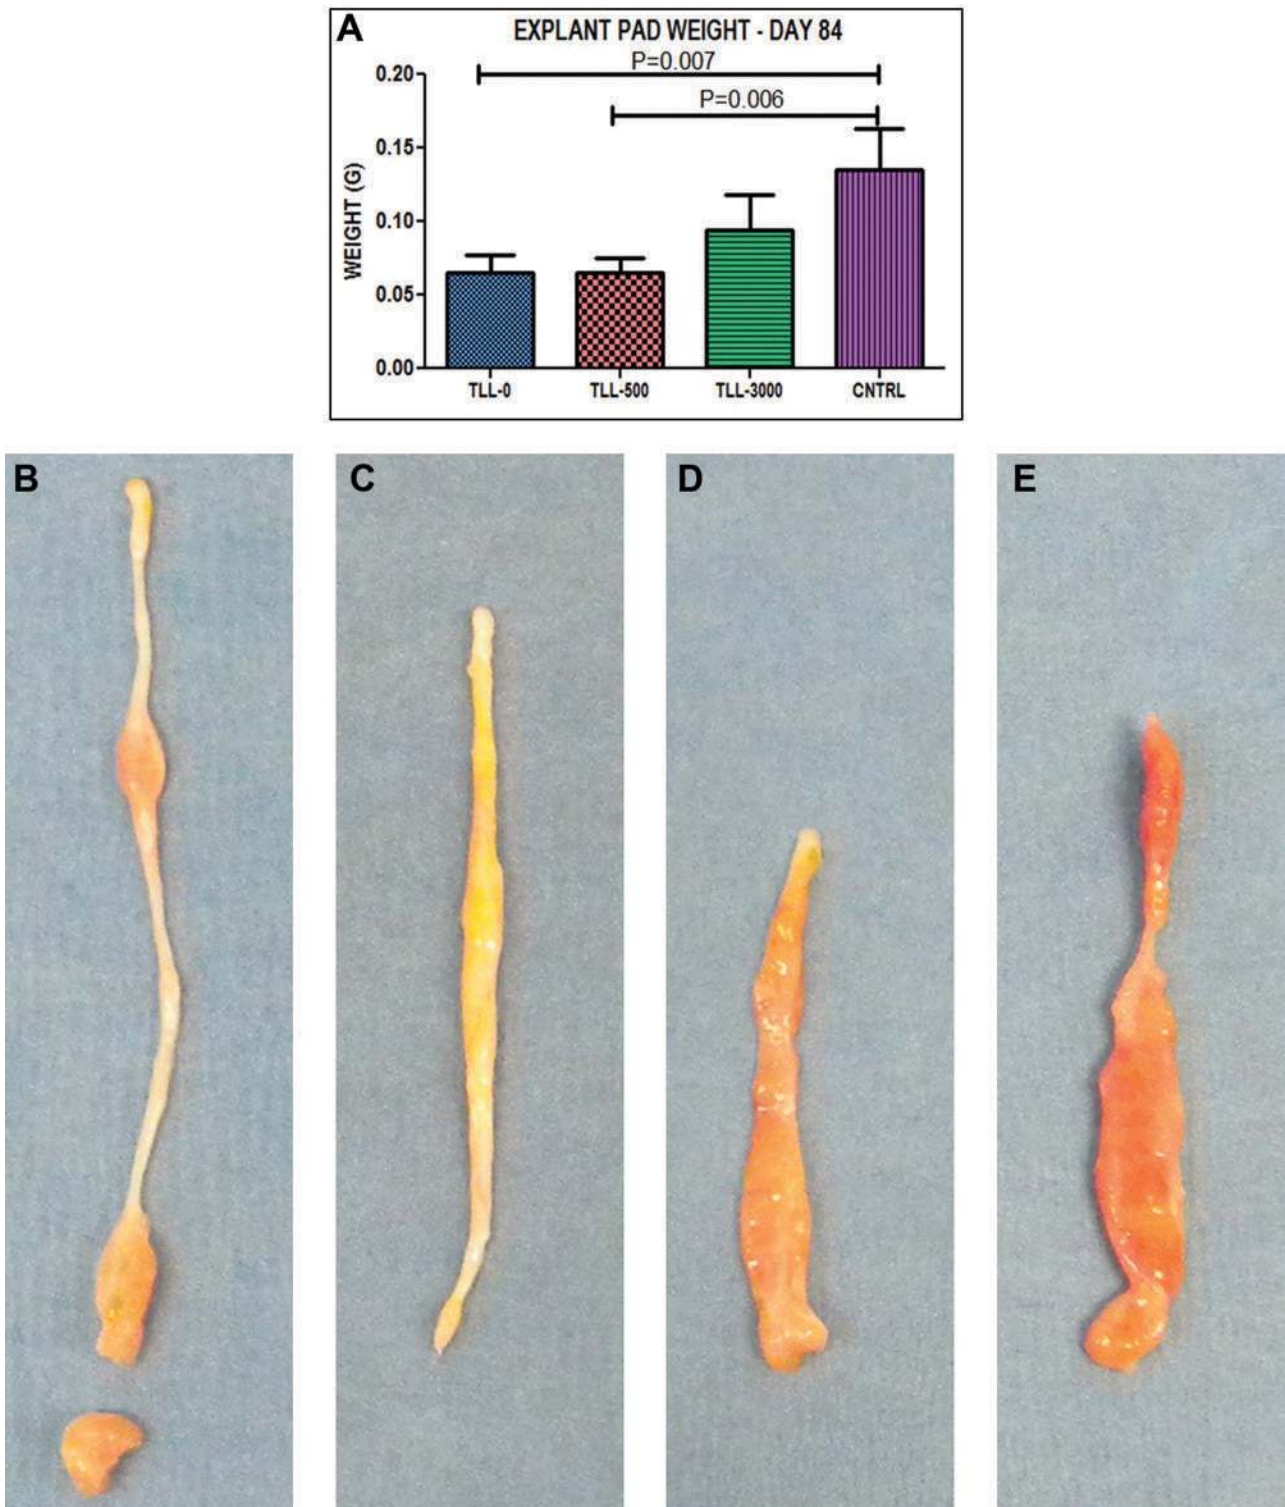 A
EXPLANT PAD WEIGHT - DAY 84
P=0.007
P=0.006
WEIGHT (G)
0.20
0.15
0.10
0.05
0.00
TLL-0
TLL-500
TLL-3000
CNTRL
B
C
D
E